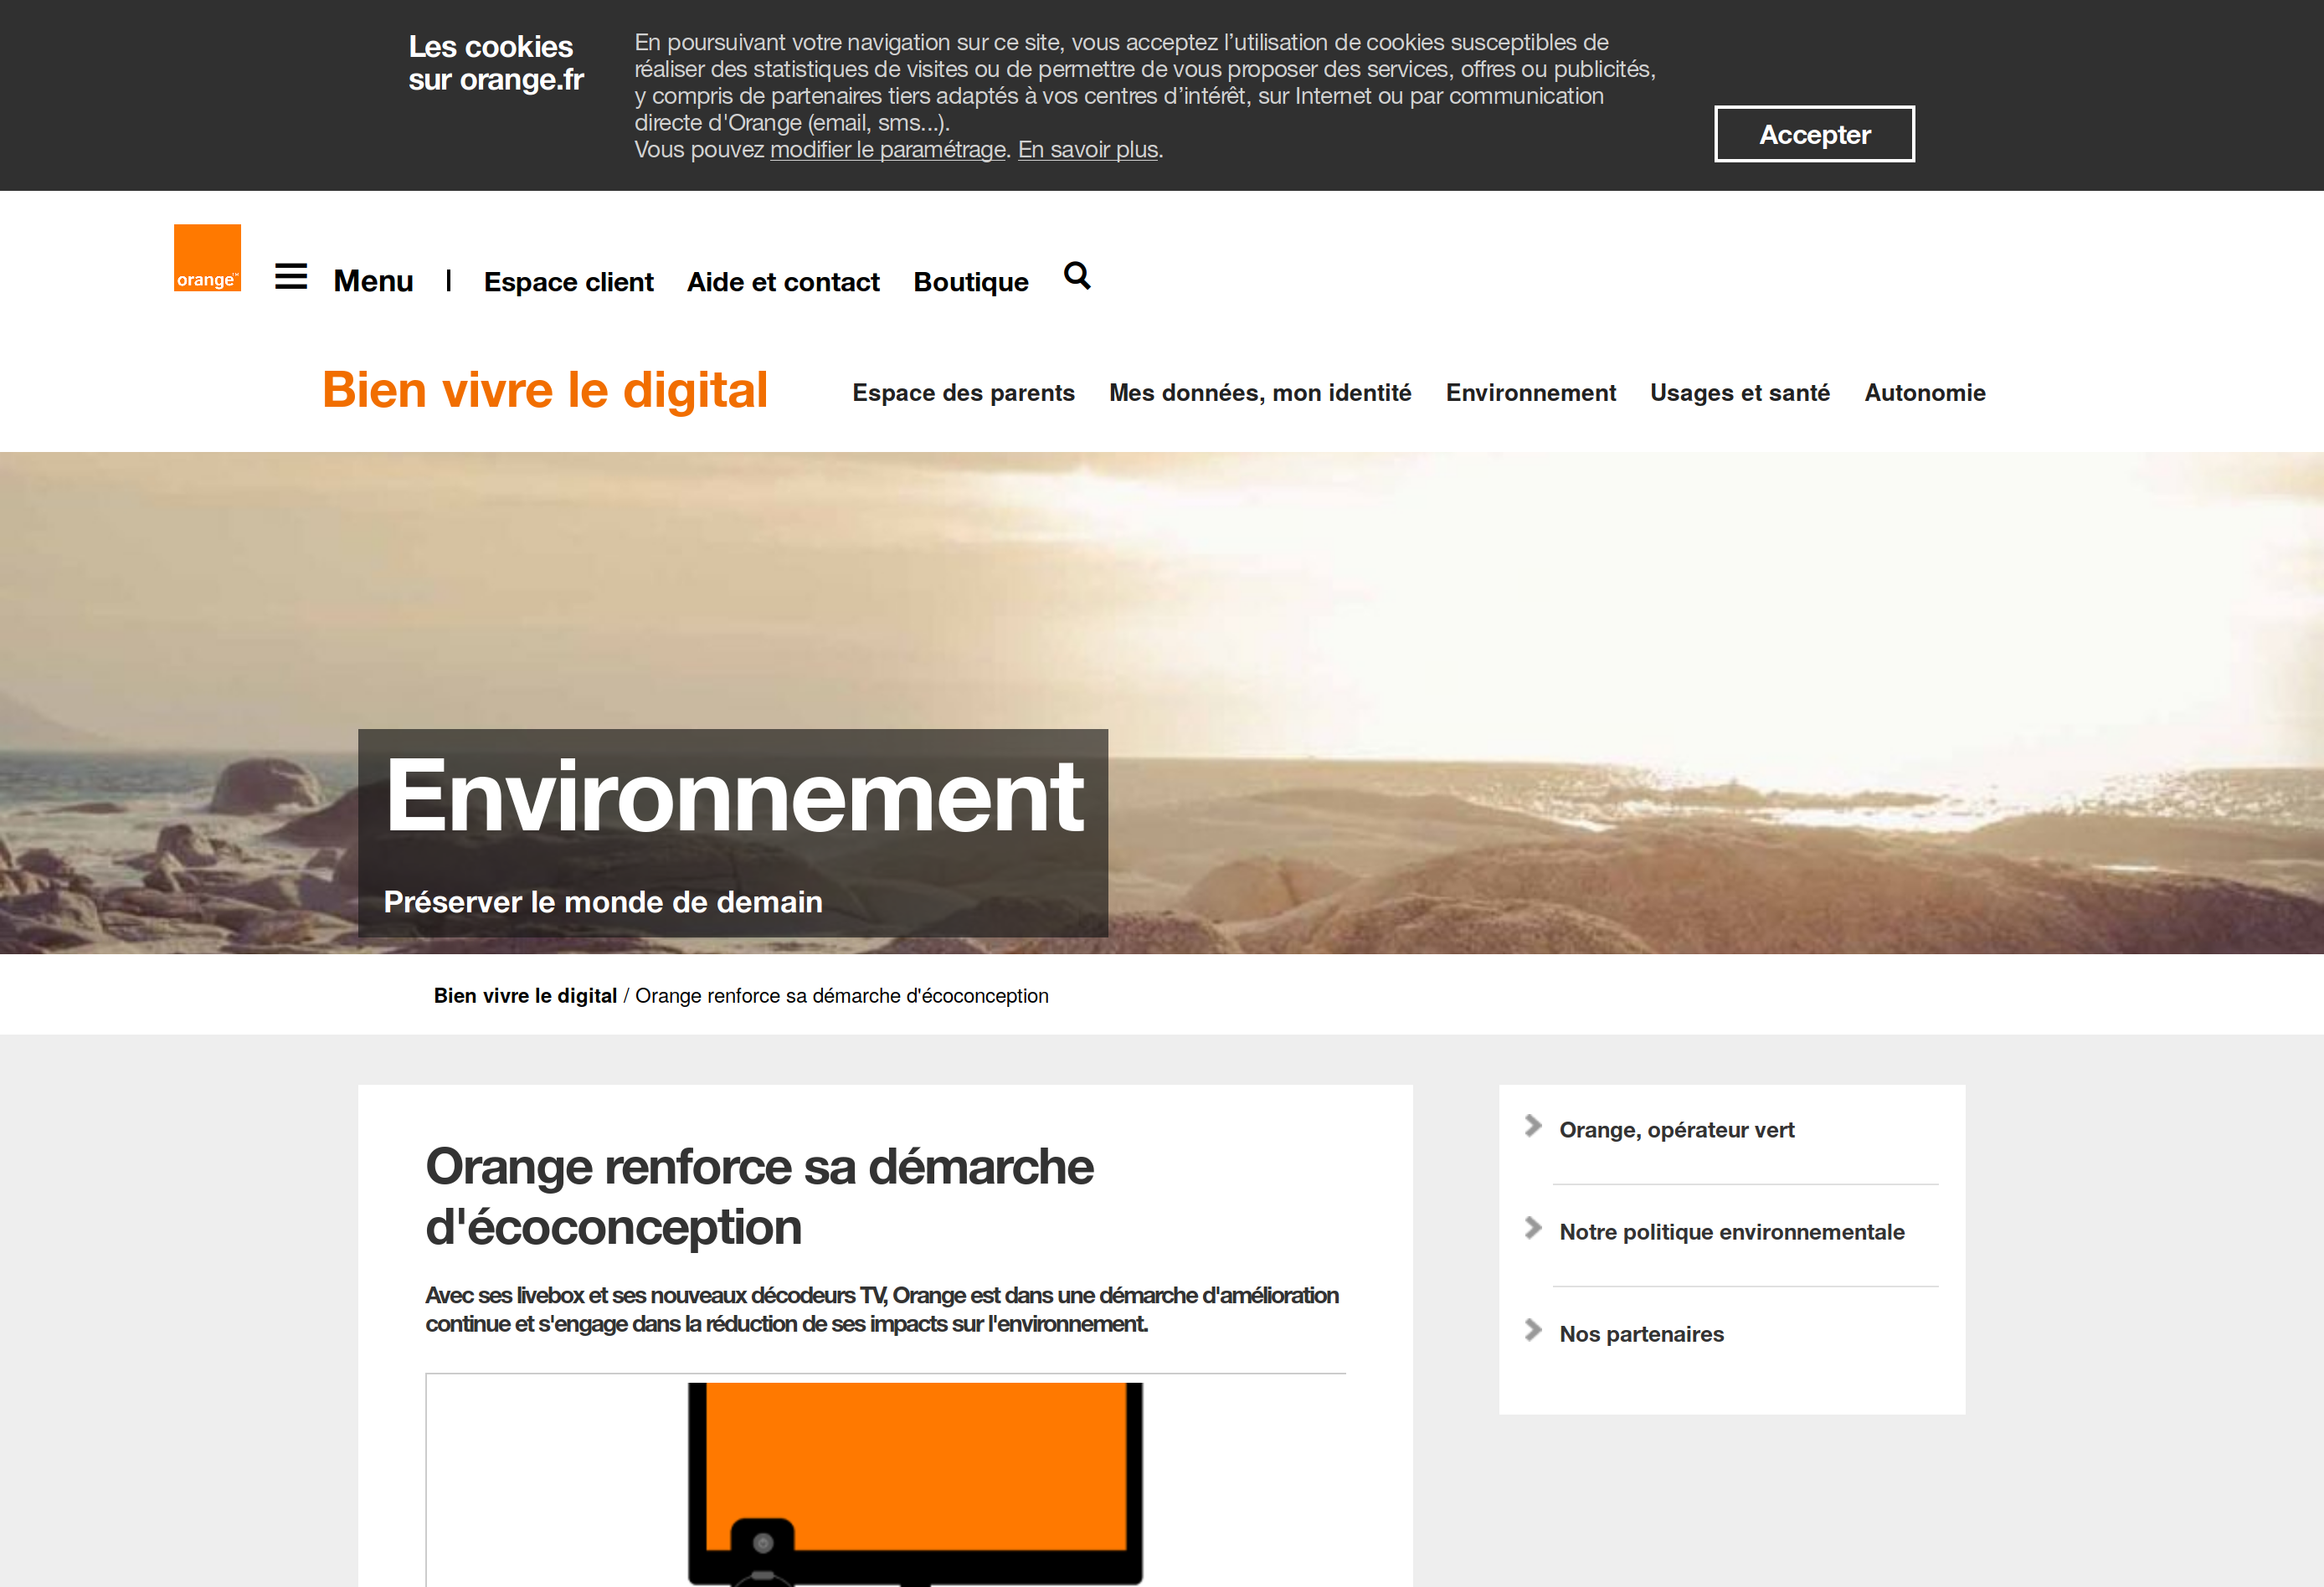 Les cookies
sur orange.fr
En poursuivant votre navigation sur ce site, vous acceptez l’utilisation de cookies susceptibles de
réaliser des statistiques de visites ou de permettre de vous proposer des services, offres ou publicités,
y compris de partenaires tiers adaptés à vos centres d’intérêt, sur Internet ou par communication
directe d'Orange (email, sms...).
Vous pouvez modifier le paramétrage. En savoir plus.
Accepter
orange™
Menu | Espace client Aide et contact Boutique
Bien vivre le digital
Espace des parents Mes données, mon identité Environnement Usages et santé Autonomie
Environnement
Préserver le monde de demain
Bien vivre le digital / Orange renforce sa démarche d'écoconception
Orange renforce sa démarche
d'écoconception
Avec ses livebox et ses nouveaux décodeurs TV, Orange est dans une démarche d'amélioration
continue et s'engage dans la réduction de ses impacts sur l'environnement.
Orange, opérateur vert
Notre politique environnementale
Nos partenaires